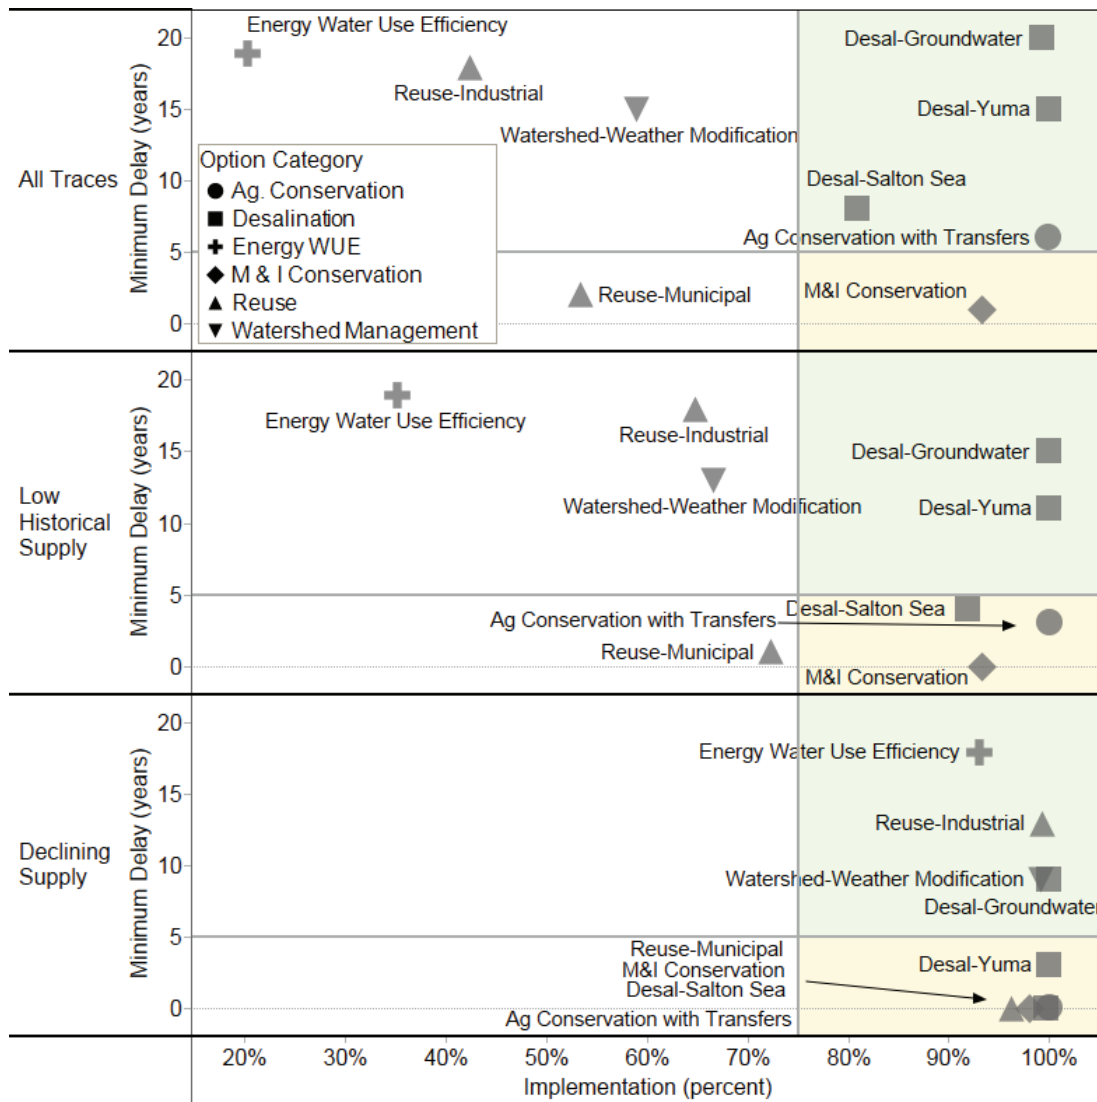 All Traces
Minimum Delay (years)
20
15
10
5
0
Energy Water Use Efficiency
Reuse-Industrial
Watershed-Weather Modification
Desal-Groundwater
Desal-Yuma
Desal-Salton Sea
Ag Conservation with Transfers
M&I Conservation
Reuse-Municipal
Option Category
Ag. Conservation
Desalination
Energy WUE
M & I Conservation
Reuse
Watershed Management
Low
Historical
Supply
Minimum Delay (years)
20
15
10
5
0
Energy Water Use Efficiency
Reuse-Industrial
Watershed-Weather Modification
Desal-Groundwater
Desal-Yuma
Desal-Salton Sea
Ag Conservation with Transfers
Reuse-Municipal
M&I Conservation
Declining
Supply
Minimum Delay (years)
20
15
10
5
0
Energy Water Use Efficiency
Reuse-Industrial
Watershed-Weather Modification
Desal-Groundwater
Reuse-Municipal
M&I Conservation
Desal-Salton Sea
Desal-Yuma
Ag Conservation with Transfers
20%
30%
40%
50%
60%
70%
80%
90%
100%
Implementation (percent)